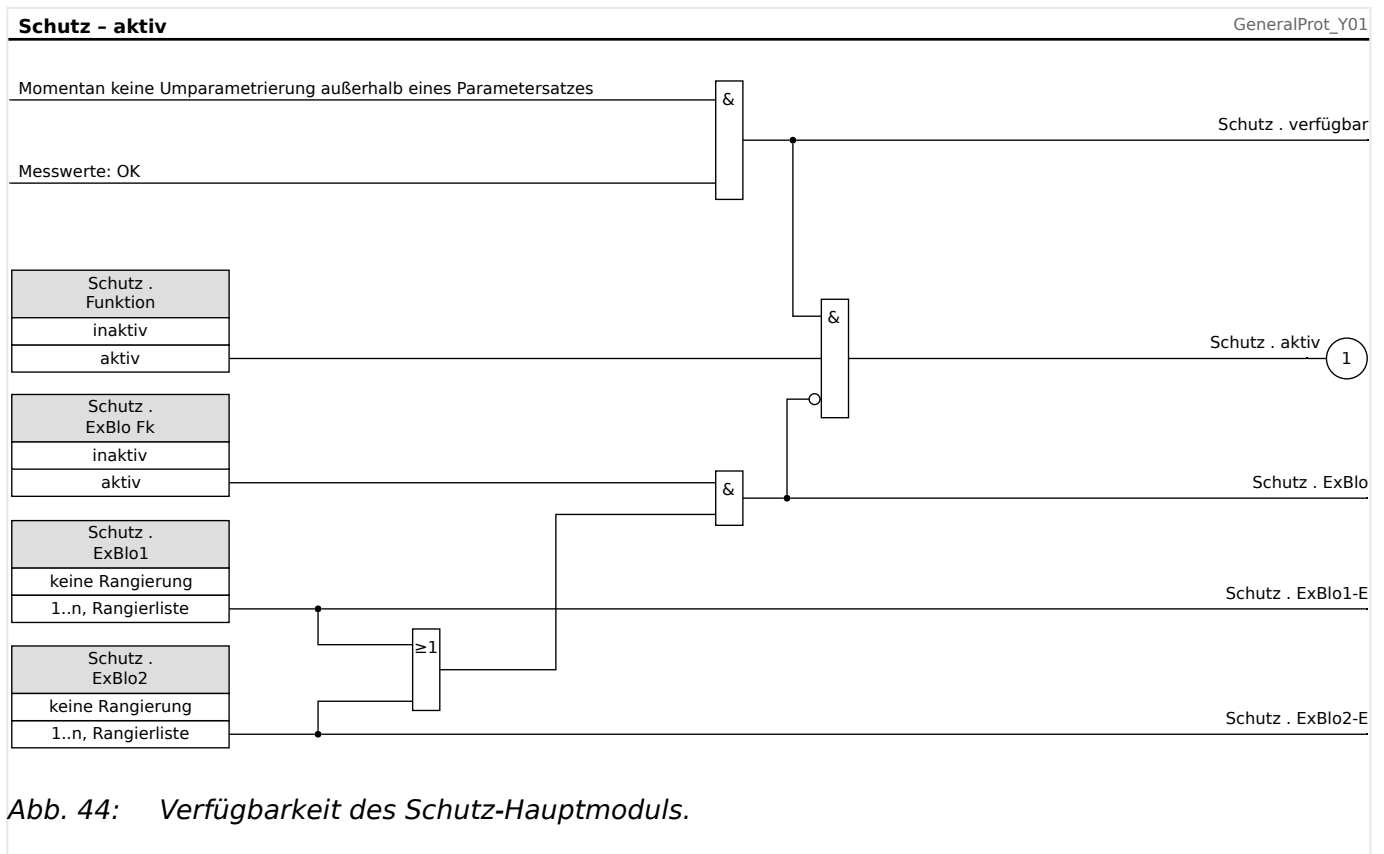 Schutz – aktiv
GeneralProt_Y01
Momentan keine Umparametrierung außerhalb eines Parametersatzes
&
Schutz . verfügbar
Messwerte: OK
Schutz .
Funktion
inaktiv
aktiv
&
Schutz . aktiv
1
Schutz .
ExBlo Fk
inaktiv
aktiv
&
Schutz . ExBlo
Schutz .
ExBlo1
keine Rangierung
1..n, Rangierliste
Schutz . ExBlo1-E
≥1
Schutz .
ExBlo2
keine Rangierung
1..n, Rangierliste
Schutz . ExBlo2-E
Abb. 44: Verfügbarkeit des Schutz-Hauptmoduls.